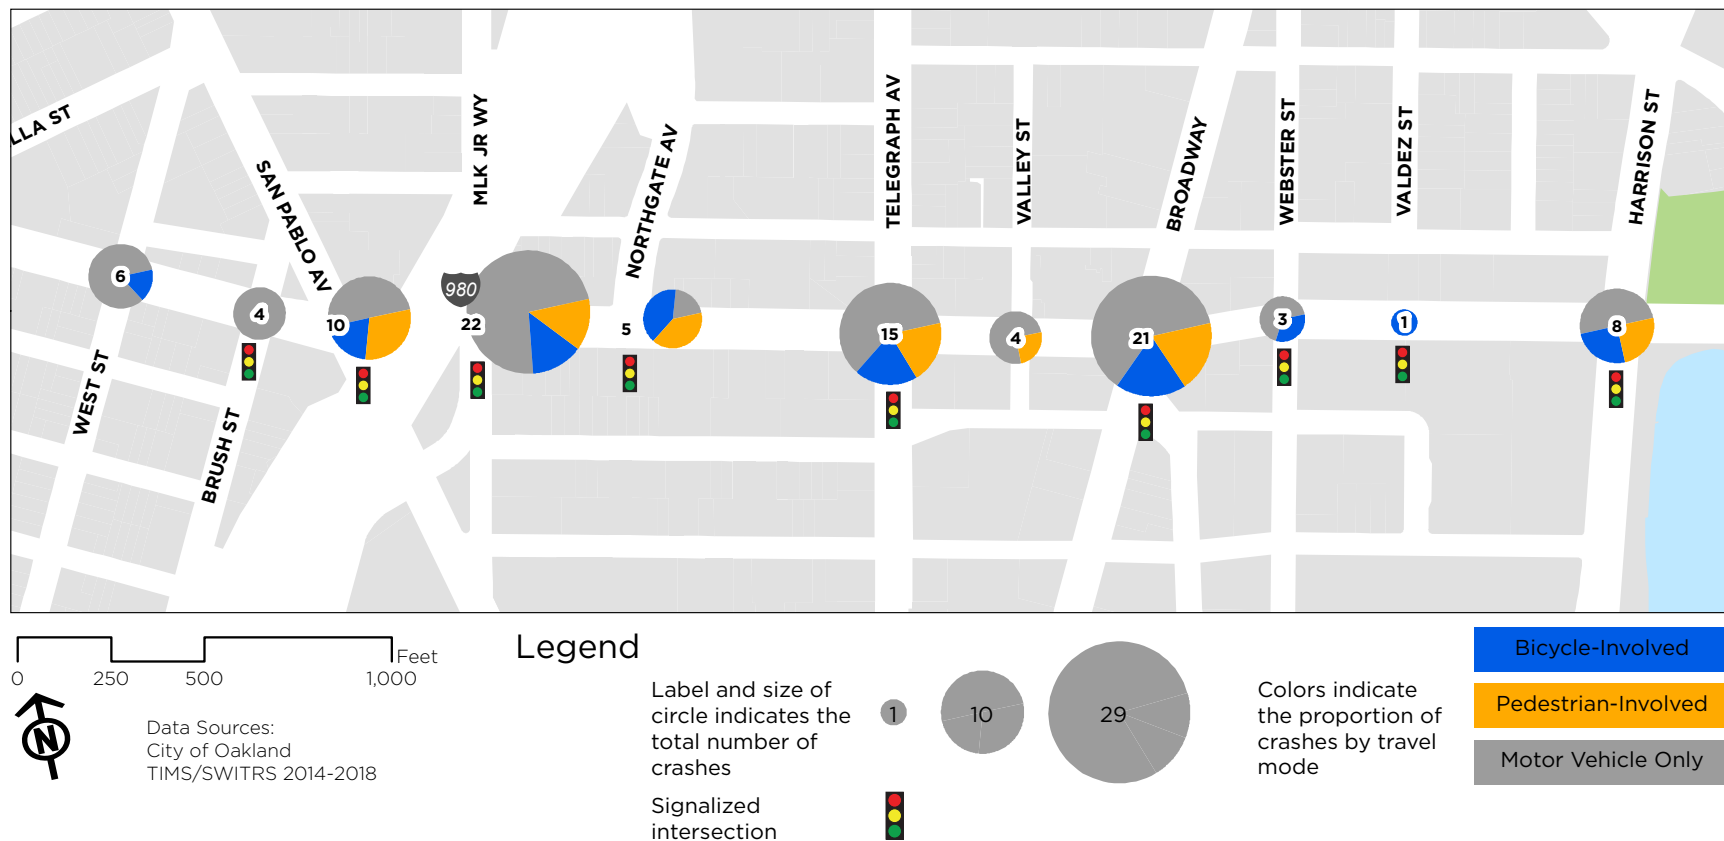 LLA ST
SAN PABLO AV
MLK JR WY
NORTHGATE AV
TELEGRAPH AV
VALLEY ST
BROADWAY
WEBSTER ST
VALDEZ ST
HARRISON ST
6
4
10
980
22
5
15
4
21
3
1
8
WEST ST
BRUSH ST
0 250 500 1,000
Feet
N
Data Sources:
City of Oakland
TIMS/SWITRS 2014-2018
Legend
Label and size of
circle indicates the
total number of
crashes
1 10 29
Signalized
intersection
Colors indicate
the proportion of
crashes by travel
mode
Bicycle-Involved
Pedestrian-Involved
Motor Vehicle Only